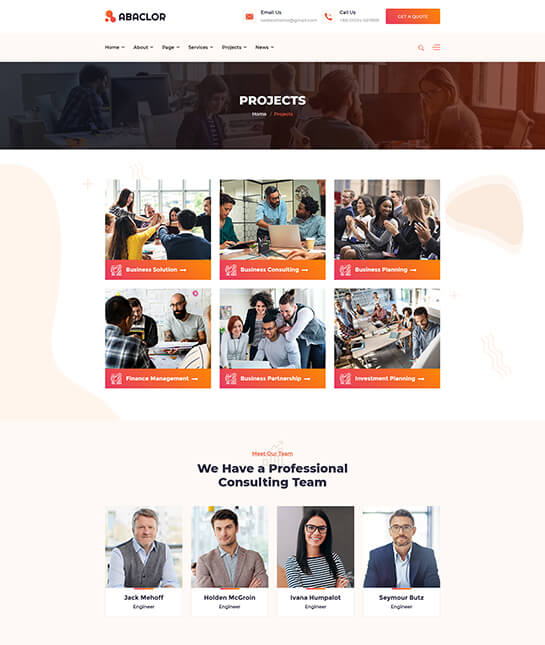 ABACLOR
Email Us
Call Us
GET A QUOTE
Home About Page Services Projects News
PROJECTS
Home / Projects
Business Solution
Business Consulting
Business Planning
Finance Management
Business Partnership
Investment Planning
Meet Our Team
We Have a Professional
Consulting Team
Jack Mehoff
Engineer
Holden McGroin
Engineer
Ivana Humpalot
Engineer
Seymour Butz
Engineer